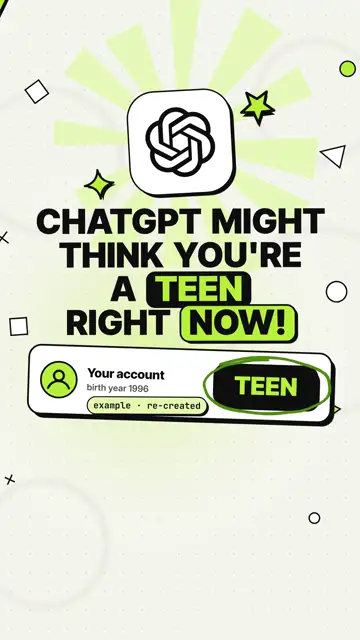 CHATGPT MIGHT
THINK YOU'RE
A TEEN
RIGHT NOW!
Your account
birth year 1996
example · re-created
TEEN